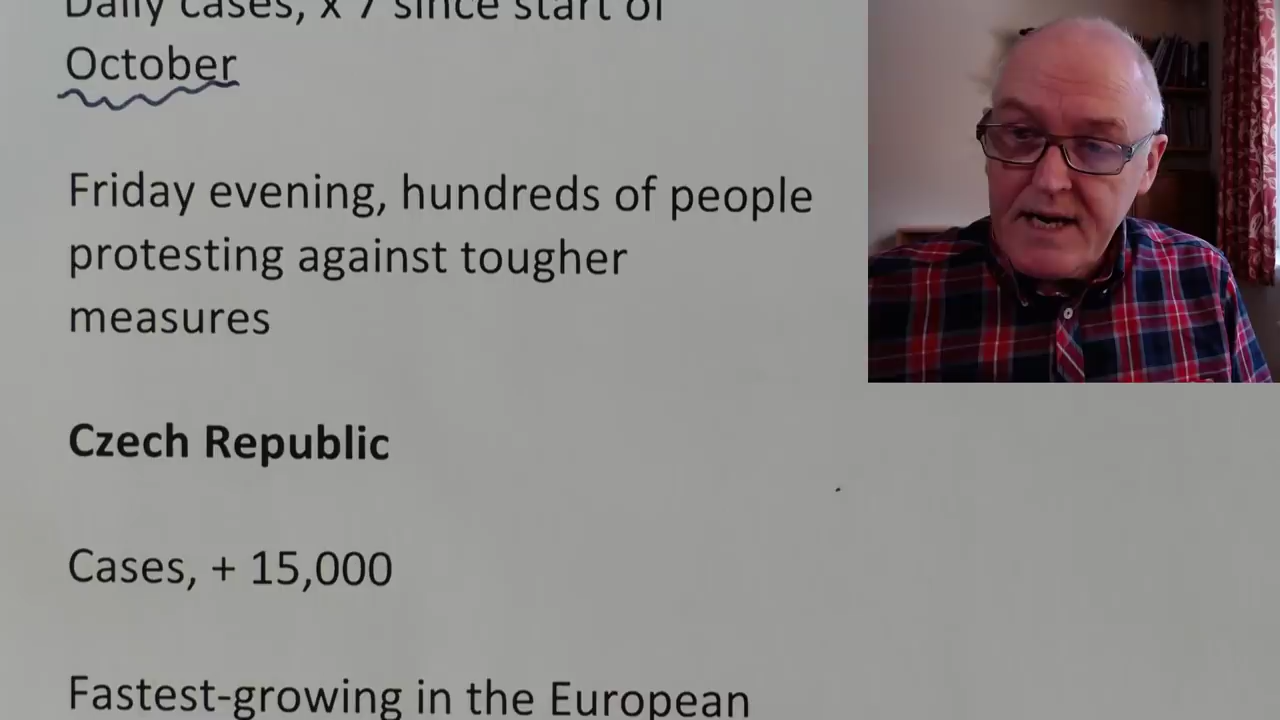 Daily cases, x 7 since start of
October
Friday evening, hundreds of people
protesting against tougher
measures
Czech Republic
Cases, + 15,000
Fastest-growing in the European